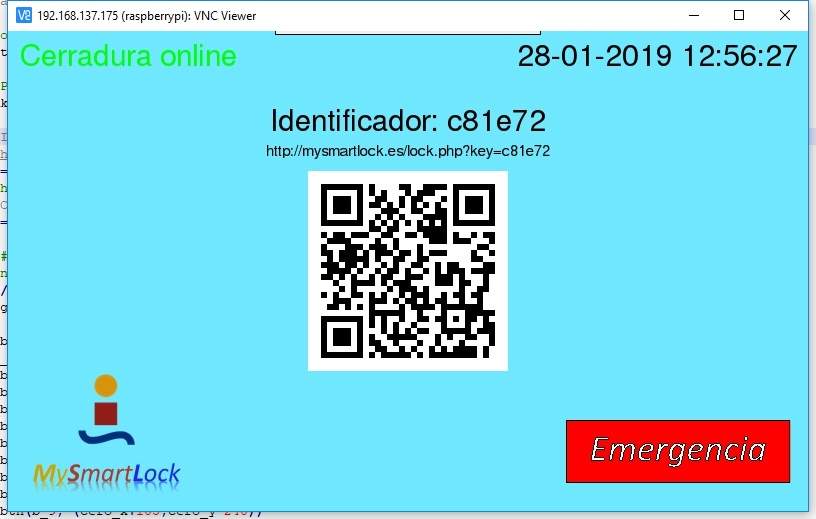 192.168.137.175 (raspberrypi): VNC Viewer
Cerradura online
28-01-2019 12:56:27
Identificador: c81e72
http://mysmartlock.es/lock.php?key=c81e72
Emergencia
MySmartLock